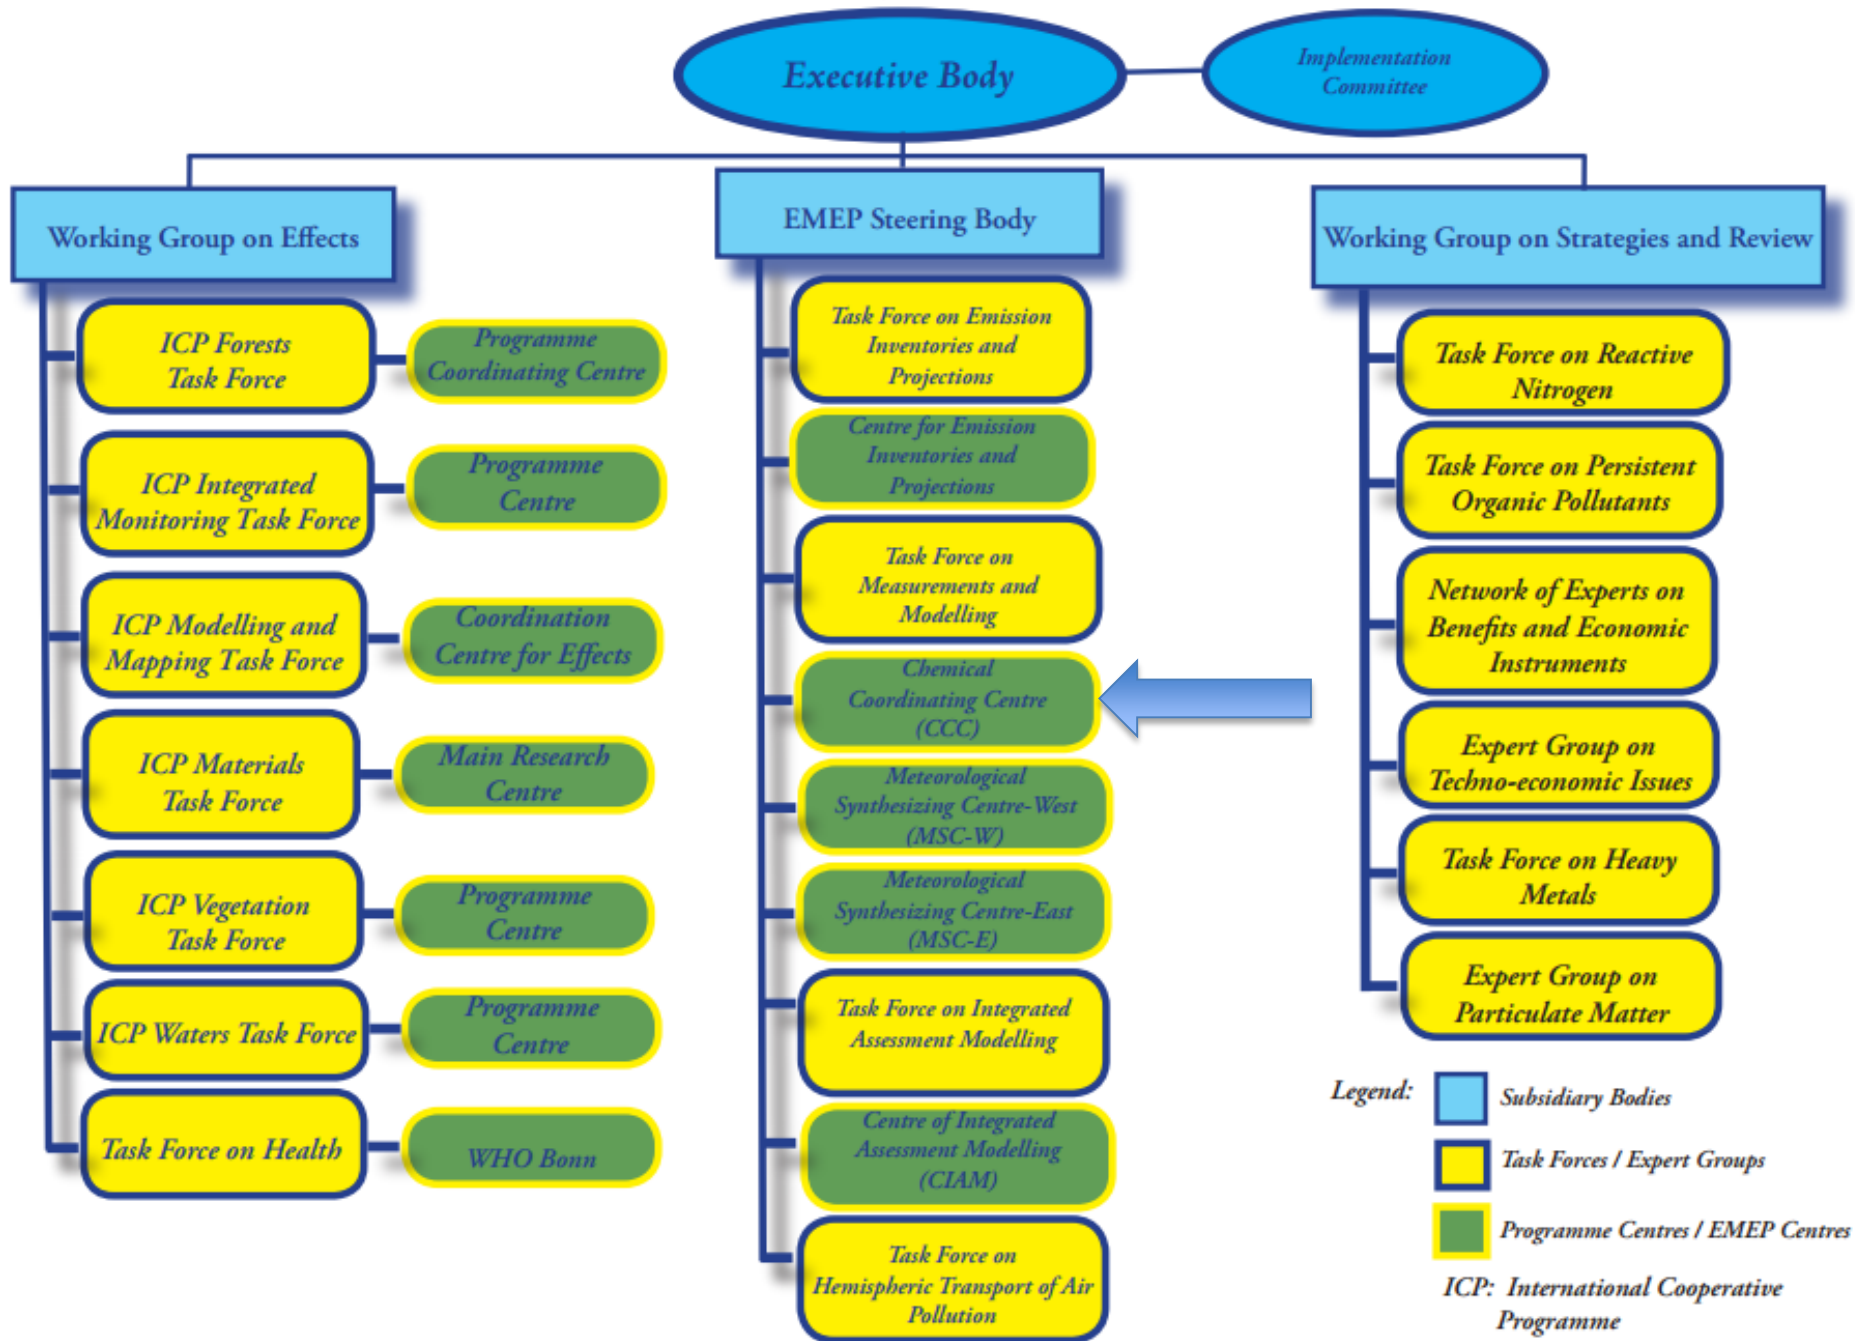 Executive Body
Implementation
Committee
Working Group on Effects
ICP Forests
Task Force
Programme
Coordinating Centre
ICP Integrated
Monitoring Task Force
Programme
Centre
ICP Modelling and
Mapping Task Force
Coordination
Centre for Effects
ICP Materials
Task Force
Main Research
Centre
ICP Vegetation
Task Force
Programme
Centre
ICP Waters Task Force
Programme
Centre
Task Force on Health
WHO Bonn
EMEP Steering Body
Task Force on Emission
Inventories and
Projections
Centre for Emission
Inventories and
Projections
Task Force on
Measurements and
Modelling
Chemical
Coordinating Centre
(CCC)
Meteorological
Synthesizing Centre-West
(MSC-W)
Meteorological
Synthesizing Centre-East
(MSC-E)
Task Force on Integrated
Assessment Modelling
Centre of Integrated
Assessment Modelling
(CIAM)
Task Force on
Hemispheric Transport of Air
Pollution
Working Group on Strategies and Review
Task Force on Reactive
Nitrogen
Task Force on Persistent
Organic Pollutants
Network of Experts on
Benefits and Economic
Instruments
Expert Group on
Techno-economic Issues
Task Force on Heavy
Metals
Expert Group on
Particulate Matter
Legend:
Subsidiary Bodies
Task Forces / Expert Groups
Programme Centres / EMEP Centres
ICP: International Cooperative
Programme